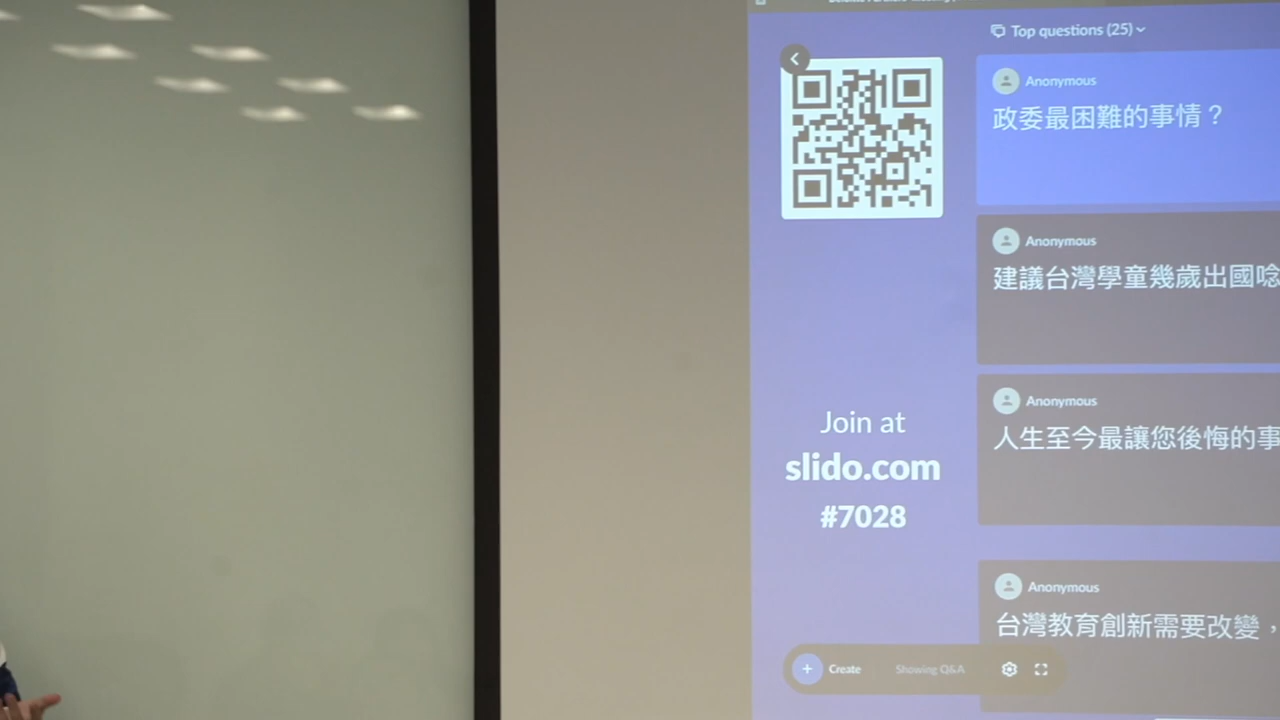 Top questions (25)
Anonymous
政委最困難的事情？
Anonymous
建議台灣學童幾歲出國唸
Anonymous
人生至今最讓您後悔的事
Join at
slido.com
#7028
Anonymous
台灣教育創新需要改變，
Create
Showing Q&A